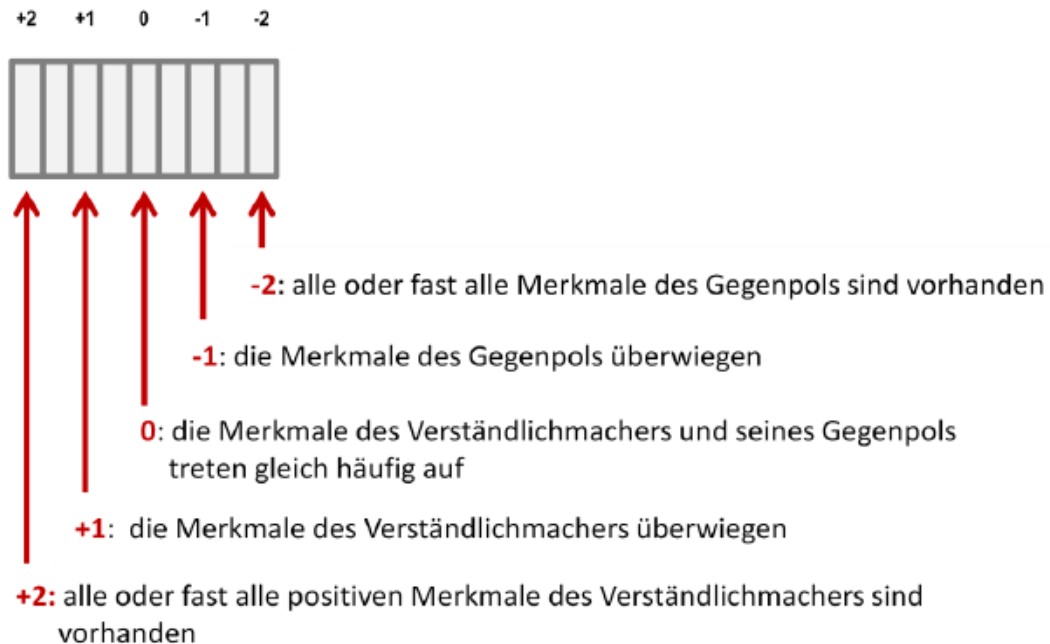 +2 +1 0 -1 -2
-2: alle oder fast alle Merkmale des Gegenpols sind vorhanden
-1: die Merkmale des Gegenpols überwiegen
0: die Merkmale des Verständlichmachers und seines Gegenpols
treten gleich häufig auf
+1: die Merkmale des Verständlichmachers überwiegen
+2: alle oder fast alle positiven Merkmale des Verständlichmachers sind
vorhanden